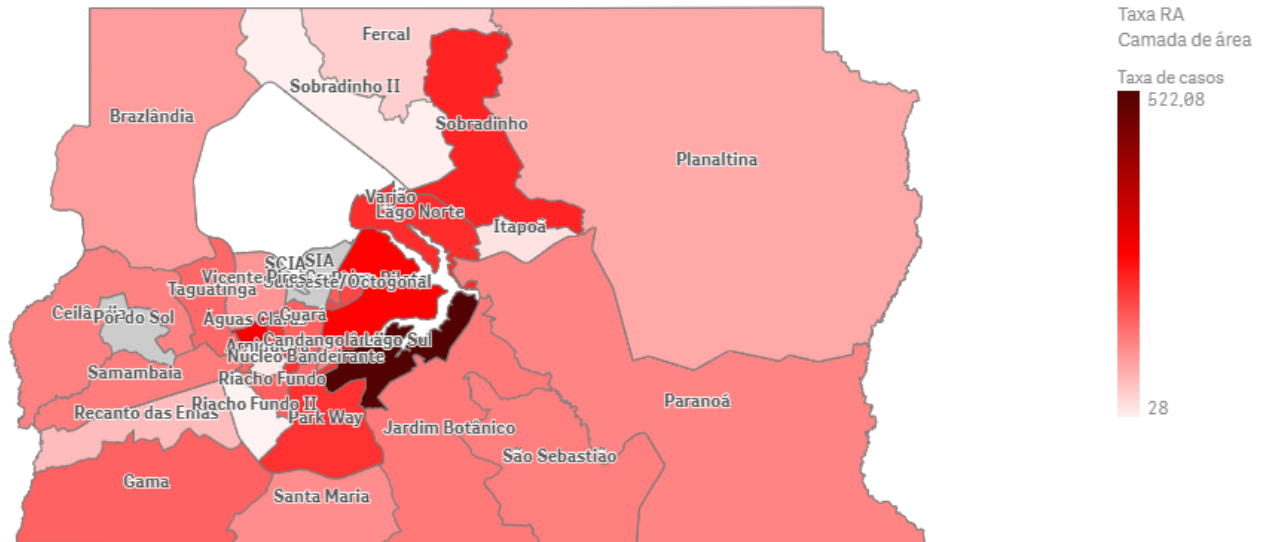 Taxa RA
Camada de área
Taxa de casos
522,08
28
Fercal
Sobradinho II
Brazlândia
Sobradinho
Planaltina
Varjão
Lago Norte
Itapoã
SCIA
SIA
Vicente Pires
Sudoeste/Octogonal
Taguatinga
Ceilândia
Pôr do Sol
Águas Claras
Guará
Candangolândia
Lago Sul
Núcleo Bandeirante
Samambaia
Riacho Fundo
Recanto das Emas
Riacho Fundo II
Park Way
Paranoá
Jardim Botânico
São Sebastião
Gama
Santa Maria